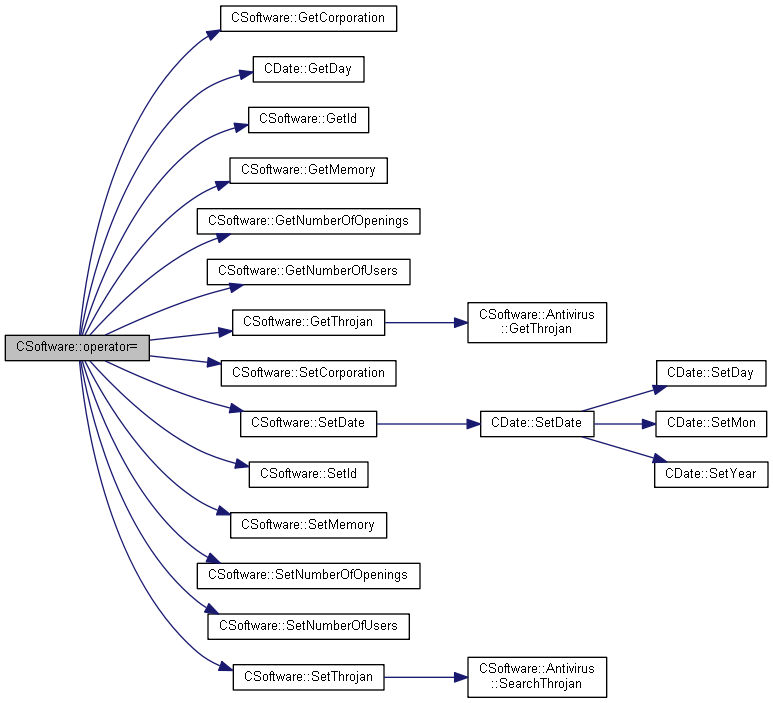 CSoftware::GetCorporation
CDate::GetDay
CSoftware::GetId
CSoftware::GetMemory
CSoftware::GetNumberOfOpenings
CSoftware::GetNumberOfUsers
CSoftware::GetThrojan
CSoftware::Antivirus
::GetThrojan
CSoftware::operator=
CSoftware::SetCorporation
CDate::SetDay
CSoftware::SetDate
CDate::SetDate
CDate::SetMon
CSoftware::SetId
CDate::SetYear
CSoftware::SetMemory
CSoftware::SetNumberOfOpenings
CSoftware::SetNumberOfUsers
CSoftware::SetThrojan
CSoftware::Antivirus
::SearchThrojan